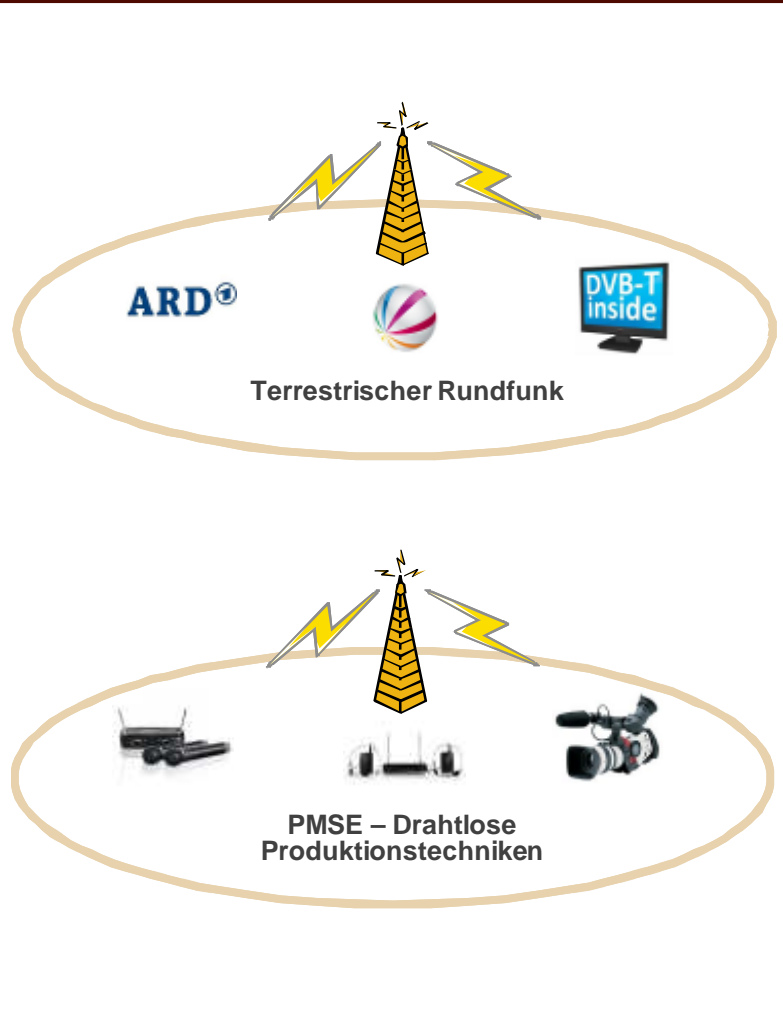 ARD
DVB-T
inside
Terrestrischer Rundfunk
PMSE – Drahtlose
Produktionstechniken